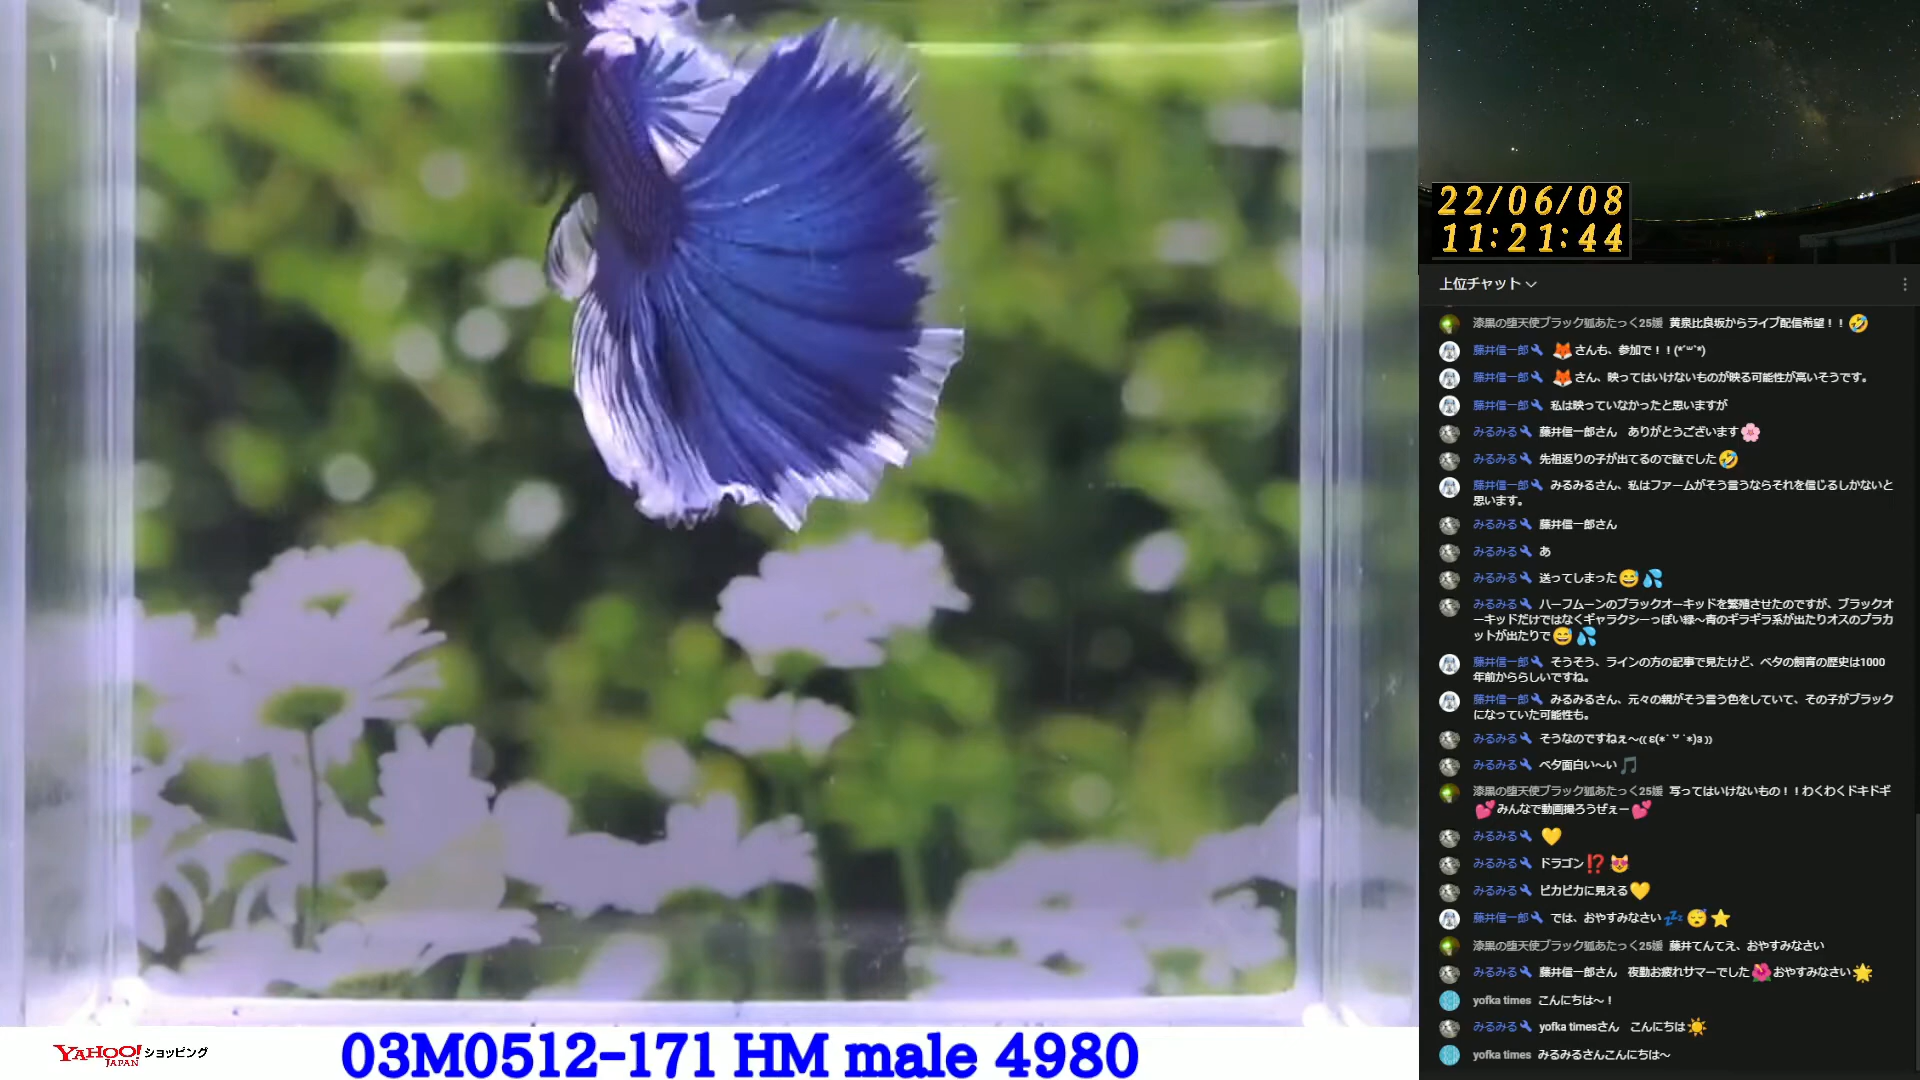 22/06/08
11:21:44
上位チャット
漆黒の堕天使ブラック狐あたっく25媛 黄泉比良坂からライブ配信希望！！🤣
藤井信一郎 🦊さんも、参加で！！(*´꒳`*)
藤井信一郎 🦊さん、映ってはいけないものが映る可能性が高いそうです。
藤井信一郎 私は映っていなかったと思いますが
みるみる 藤井信一郎さん　ありがとうございます🌸
みるみる 先祖返りの子が出てるので謎でした🤣
藤井信一郎 みるみるさん、私はファームがそう言うならそれを信じるしかないと
思います。
みるみる 藤井信一郎さん
みるみる あ
みるみる 送ってしまった😅💦
みるみる ハーフムーンのブラックオーキッドを繁殖させたのですが、ブラックオ
ーキッドだけではなくギャラクシーっぽい緑〜青のギラギラ系が出たりオスのプラカ
ットが出たりで😅💦
藤井信一郎 そうそう、ラインの方の記事で見たけど、ベタの飼育の歴史は1000
年前かららしいですね。
藤井信一郎 みるみるさん、元々の親がそう言う色をしていて、その子がブラック
になっていた可能性も。
みるみる そうなのですねぇ〜
みるみる ベタ面白い〜い🎵
漆黒の堕天使ブラック狐あたっく25媛 写ってはいけないもの！！わくわくドキドギ
💕みんなで動画撮ろうぜぇー💕
みるみる 💛
みるみる ドラゴン⁉️😻
みるみる ピカピカに見える💛
藤井信一郎 では、おやすみなさい💤😴⭐
漆黒の堕天使ブラック狐あたっく25媛 藤井てんてえ、おやすみなさい
みるみる 藤井信一郎さん　夜勤お疲れサマーでした🌺おやすみなさい🌟
yofka times こんにちは〜！
みるみる yofka timesさん　こんにちは☀️
yofka times みるみるさんこんにちは〜
YAHOO! JAPAN ショッピング
03M0512-171 HM male 4980